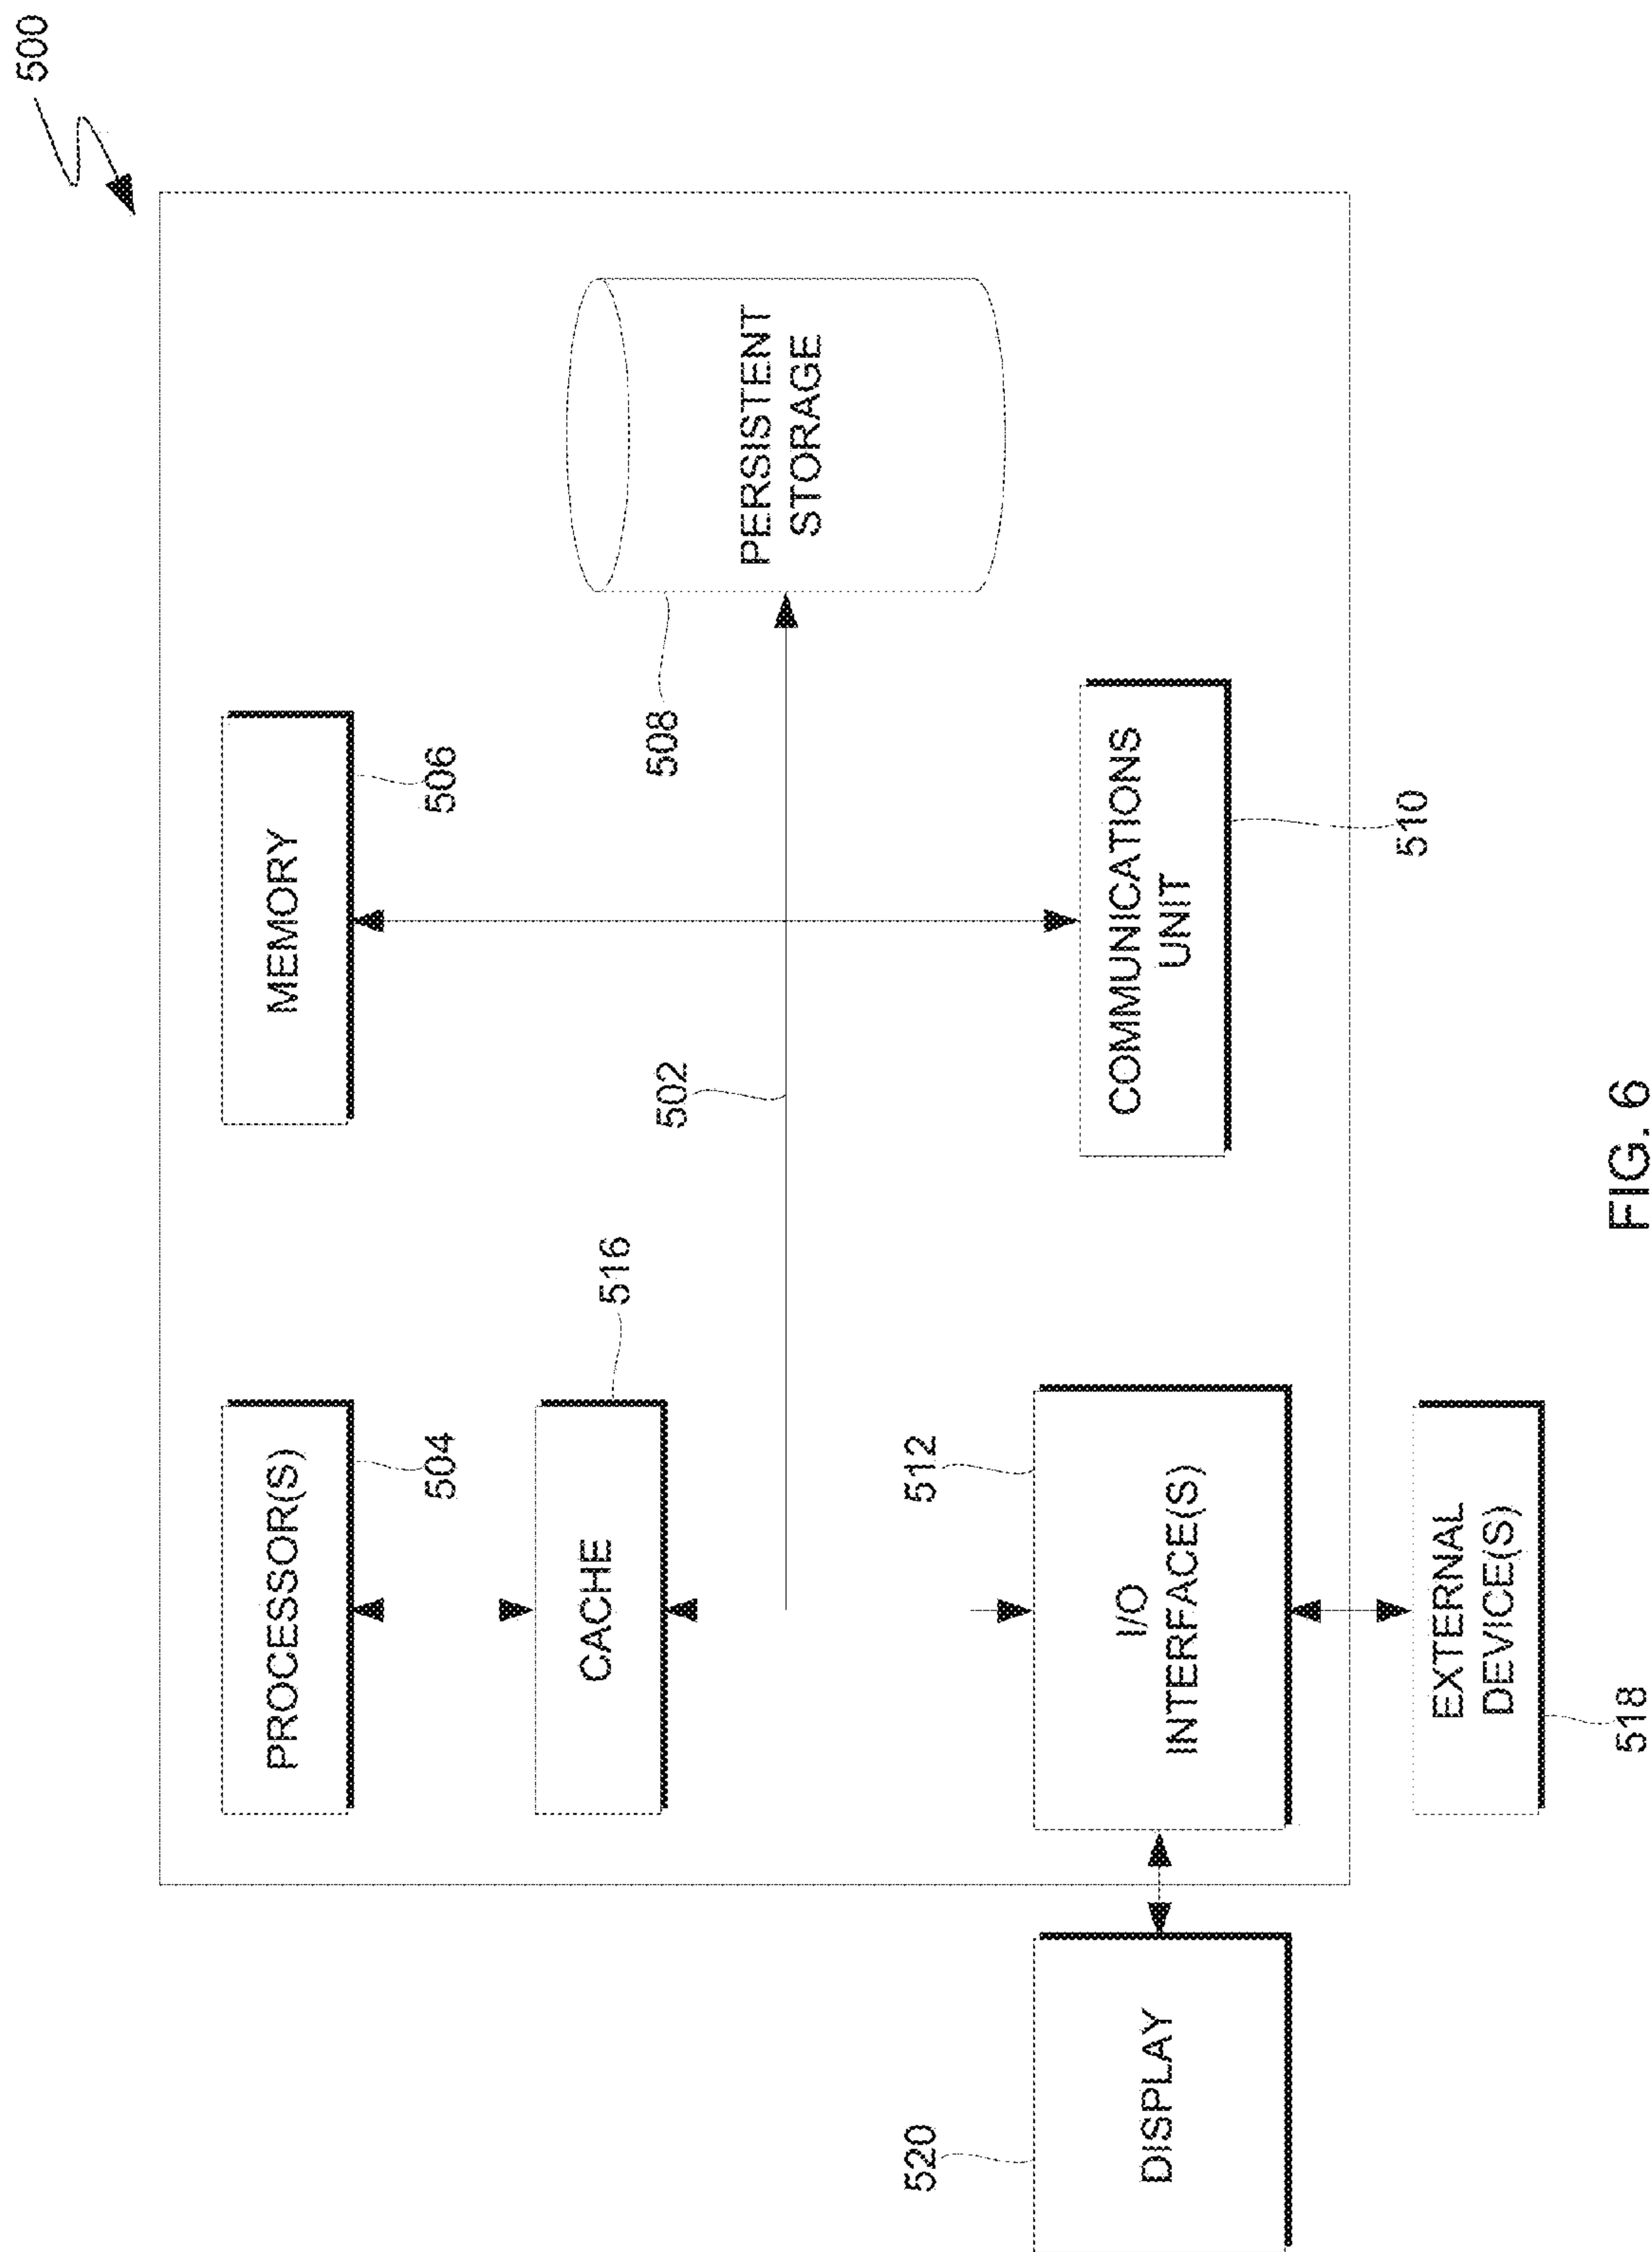 500
PROCESSOR(S)
504
MEMORY
506
CACHE
516
502
508
PERSISTENT
STORAGE
520
DISPLAY
512
I/O
INTERFACE(S)
COMMUNICATIONS
UNIT
510
EXTERNAL
DEVICE(S)
518
FIG. 6